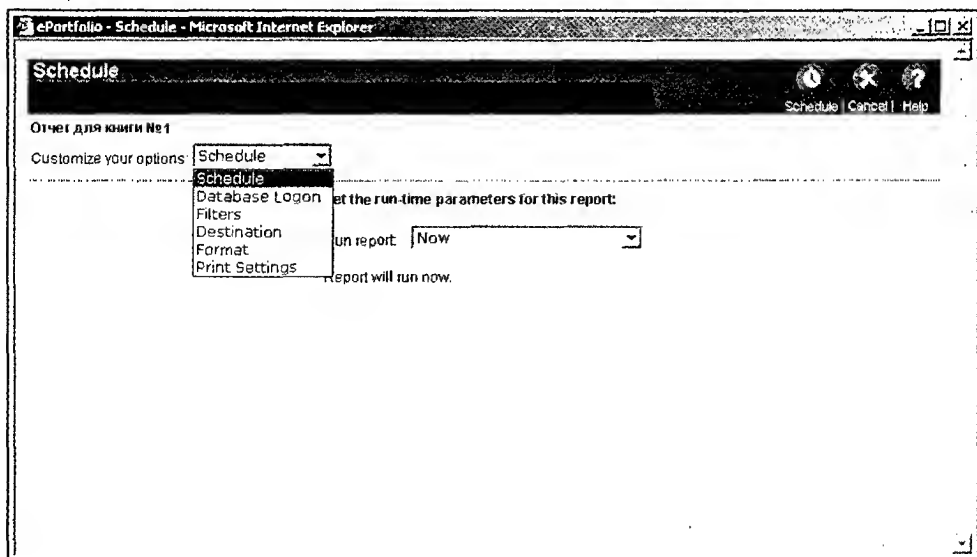 ePortfolio - Schedule - Microsoft Internet Explorer
Schedule
Schedule | Cancel | Help
Отчет для книги №1
Customize your options: Schedule
Schedule
Database Logon
Filters
Destination
Format
Print Settings
et the run-time parameters for this report:
un report: Now
Report will run now.